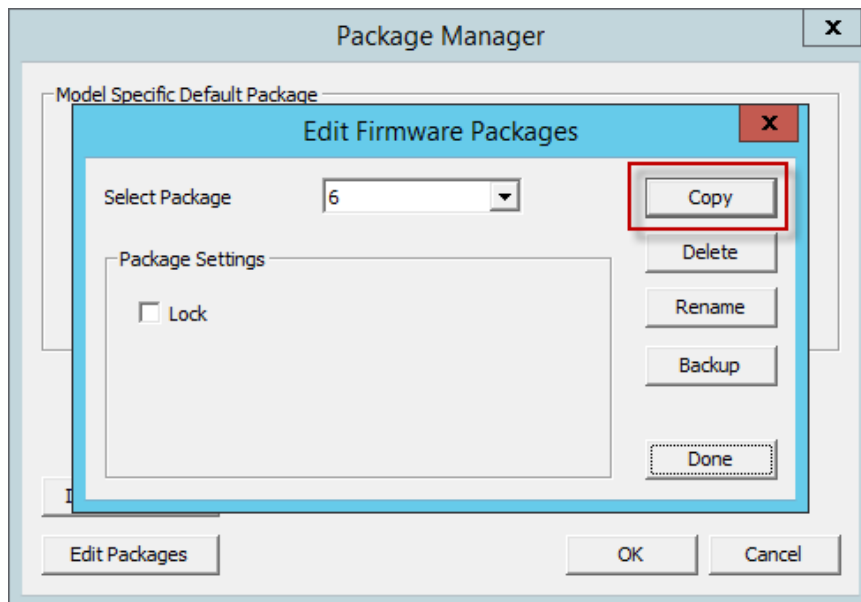 Package Manager
x
Model Specific Default Package
Edit Firmware Packages
x
Select Package 6 Copy
Delete
Package Settings
Lock
Rename
Backup
Done
Edit Packages OK Cancel